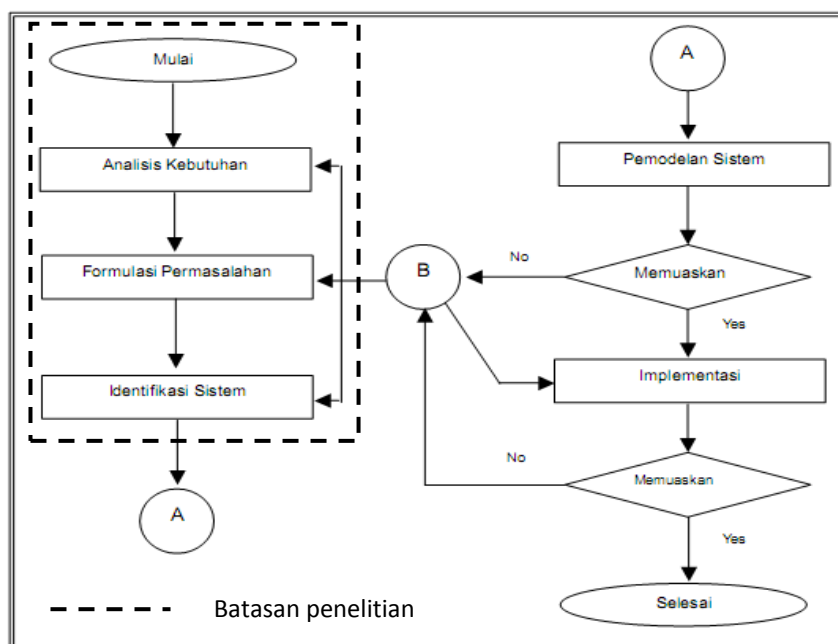 Mulai
Analisis Kebutuhan
Formulasi Permasalahan
Identifikasi Sistem
A
B
A
Pemodelan Sistem
Memuaskan
No
Yes
Implementasi
No
Memuaskan
Yes
Selesai
Batasan penelitian